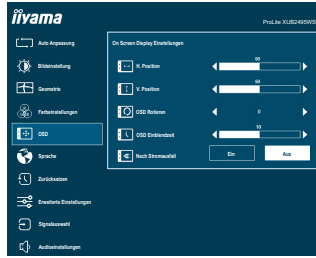 iiyama
ProLite XUB2495WS
Auto Anpassung
Bildeinstellung
Geometrie
Farbeinstellungen
OSD
Sprache
Zurücksetzen
Erweiterte Einstellungen
Signalauswahl
Audioeinstellungen
On Screen Display Einstellungen
H. Position
50
V. Position
50
OSD Rotieren
0
OSD Einblendzeit
10
Nach Stromausfall
Ein
Aus